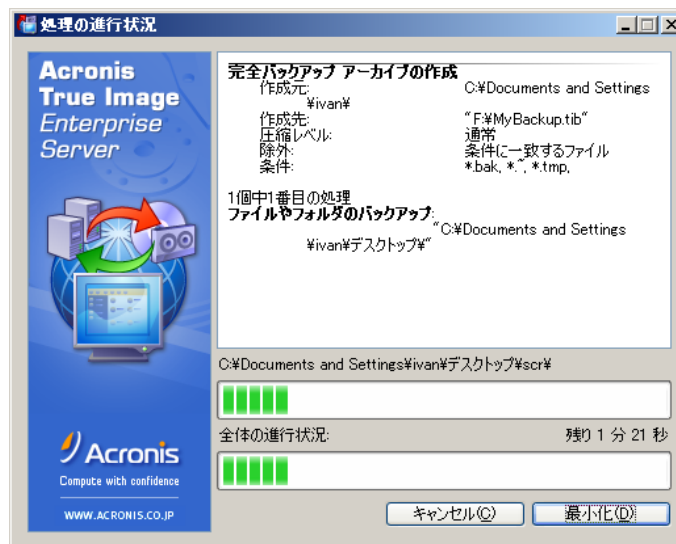 処理の進行状況
Acronis
True Image
Enterprise
Server
完全バックアップ アーカイブの作成
作成元: C:¥Documents and Settings
¥ivan¥
作成先: "F:¥MyBackup.tib"
圧縮レベル: 通常
除外: 条件に一致するファイル
条件: *.bak, *.~, *.tmp,
1個中1番目の処理
ファイルやフォルダのバックアップ:
"C:¥Documents and Settings
¥ivan¥デスクトップ¥"
C:¥Documents and Settings¥ivan¥デスクトップ¥scr¥
全体の進行状況: 残り 1 分 21 秒
Acronis
Compute with confidence
WWW.ACRONIS.CO.JP
キャンセル(C)
最小化(D)